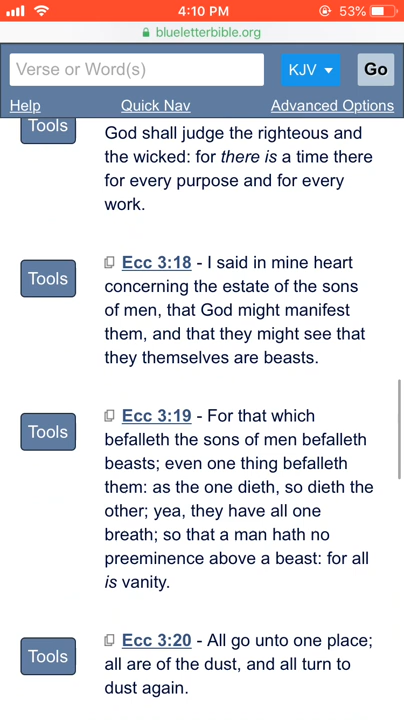 4:10 PM
53%
blueletterbible.org
Verse or Word(s)
KJV
Go
Help
Quick Nav
Advanced Options
Tools
God shall judge the righteous and
the wicked: for there is a time there
for every purpose and for every
work.
Tools
Ecc 3:18 - I said in mine heart
concerning the estate of the sons
of men, that God might manifest
them, and that they might see that
they themselves are beasts.
Tools
Ecc 3:19 - For that which
befalleth the sons of men befalleth
beasts; even one thing befalleth
them: as the one dieth, so dieth the
other; yea, they have all one
breath; so that a man hath no
preeminence above a beast: for all
is vanity.
Tools
Ecc 3:20 - All go unto one place;
all are of the dust, and all turn to
dust again.